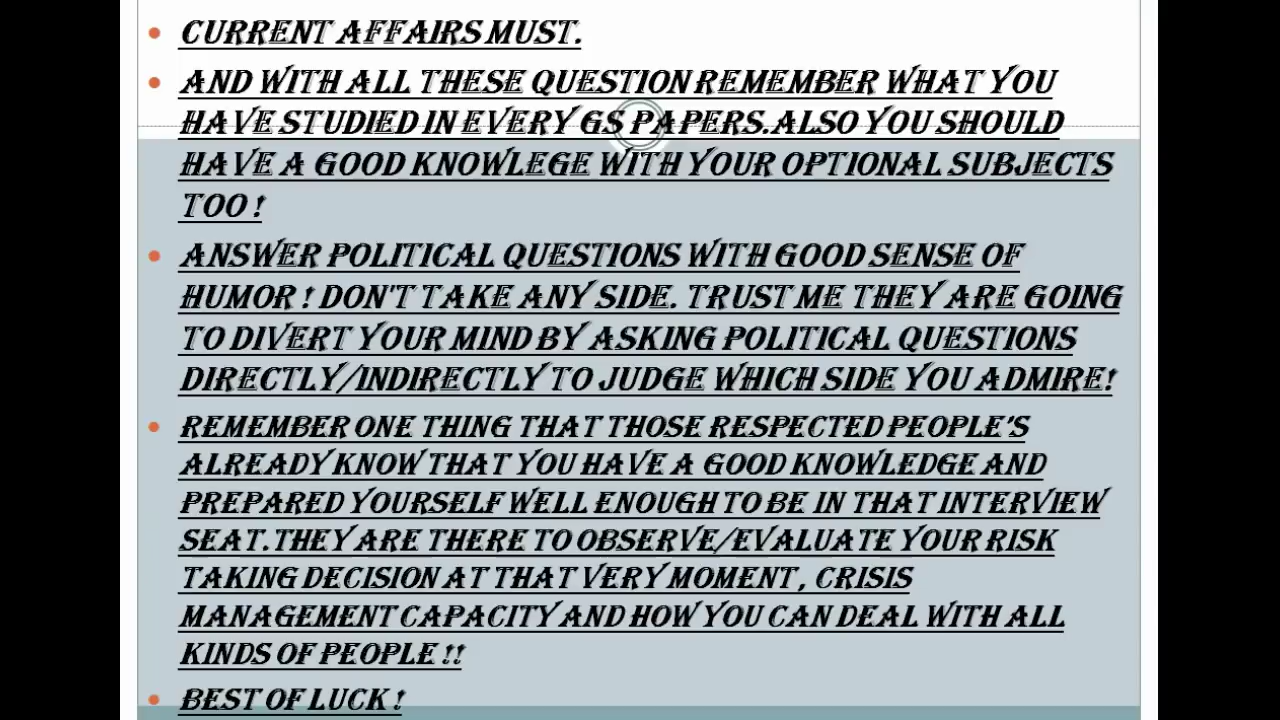 CURRENT AFFAIRS MUST.
AND WITH ALL THESE QUESTION REMEMBER WHAT YOU
HAVE STUDIED IN EVERY GS PAPERS.ALSO YOU SHOULD
HAVE A GOOD KNOWLEGE WITH YOUR OPTIONAL SUBJECTS
TOO !
ANSWER POLITICAL QUESTIONS WITH GOOD SENSE OF
HUMOR ! DON'T TAKE ANY SIDE. TRUST ME THEY ARE GOING
TO DIVERT YOUR MIND BY ASKING POLITICAL QUESTIONS
DIRECTLY/INDIRECTLY TO JUDGE WHICH SIDE YOU ADMIRE!
REMEMBER ONE THING THAT THOSE RESPECTED PEOPLE'S
ALREADY KNOW THAT YOU HAVE A GOOD KNOWLEDGE AND
PREPARED YOURSELF WELL ENOUGH TO BE IN THAT INTERVIEW
SEAT.THEY ARE THERE TO OBSERVE/EVALUATE YOUR RISK
TAKING DECISION AT THAT VERY MOMENT , CRISIS
MANAGEMENT CAPACITY AND HOW YOU CAN DEAL WITH ALL
KINDS OF PEOPLE !!
BEST OF LUCK !